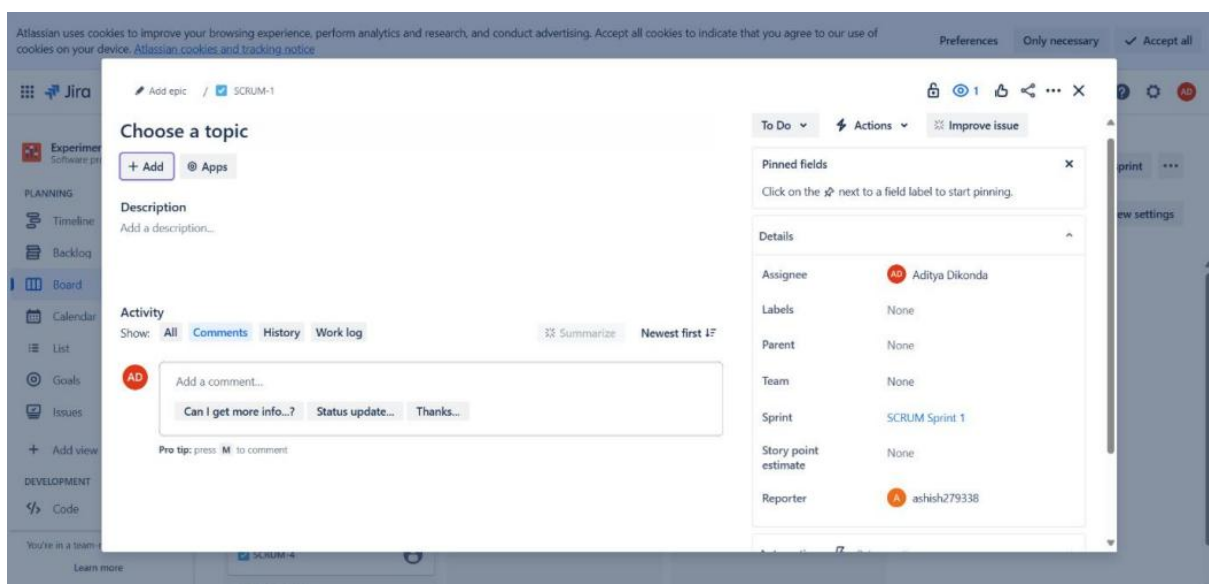 Atlassian uses cookies to improve your browsing experience, perform analytics and research, and conduct advertising. Accept all cookies to indicate that you agree to our use of
cookies on your device. Atlassian cookies and tracking notice
Preferences
Only necessary
Accept all
Jira
AD
Add epic / SCRUM-1
1
Choose a topic
+ Add
Apps
Description
Add a description...
Activity
Show: All Comments History Work log
Summarize
Newest first
AD
Add a comment...
Can I get more info...? Status update... Thanks...
Pro tip: press M to comment
To Do
Actions
Improve issue
Pinned fields
Click on the next to a field label to start pinning.
Details
Assignee AD Aditya Dikonda
Labels None
Parent None
Team None
Sprint SCRUM Sprint 1
Story point
estimate
None
Reporter A ashish279338
Experimen
Software pr
PLANNING
Timeline
Backlog
Board
Calendar
List
Goals
Issues
+ Add view
DEVELOPMENT
Code
You're in a team-
Learn more
SCRUM-4
print
ew settings